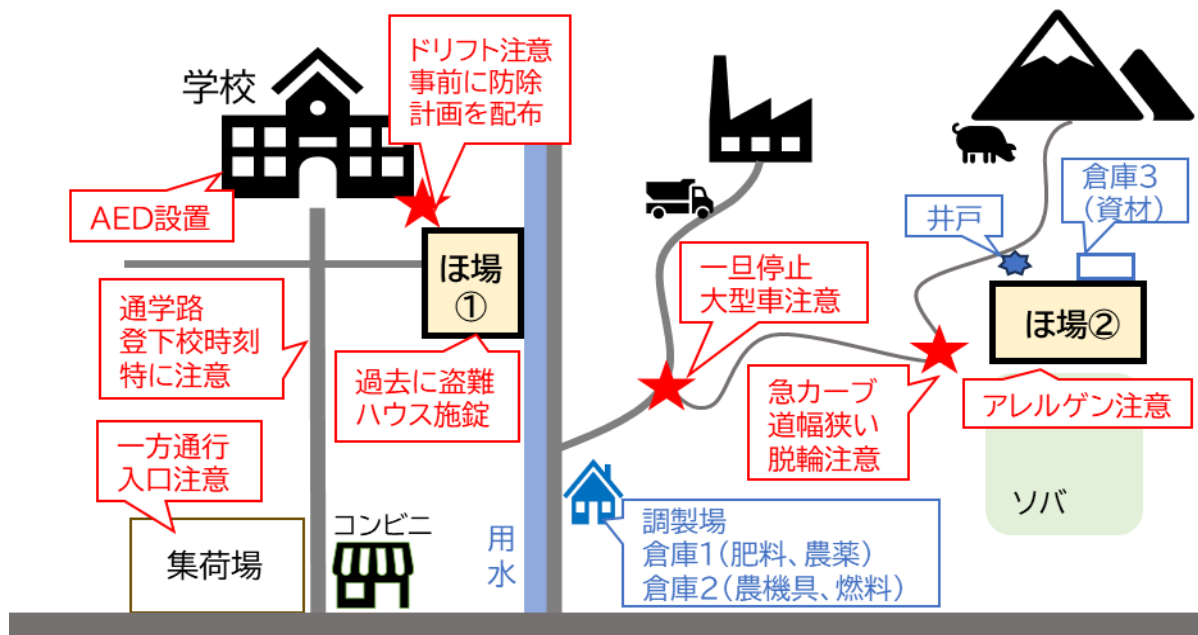 学校
ドリフト注意
事前に防除
計画を配布
AED設置
ほ場
①
通学路
登下校時刻
特に注意
過去に盗難
ハウス施錠
一方通行
入口注意
集荷場
コンビニ
用
水
一旦停止
大型車注意
井戸
倉庫3
(資材)
ほ場②
急カーブ
道幅狭い
脱輪注意
アレルゲン注意
ソバ
調製場
倉庫1(肥料、農薬)
倉庫2(農機具、燃料)